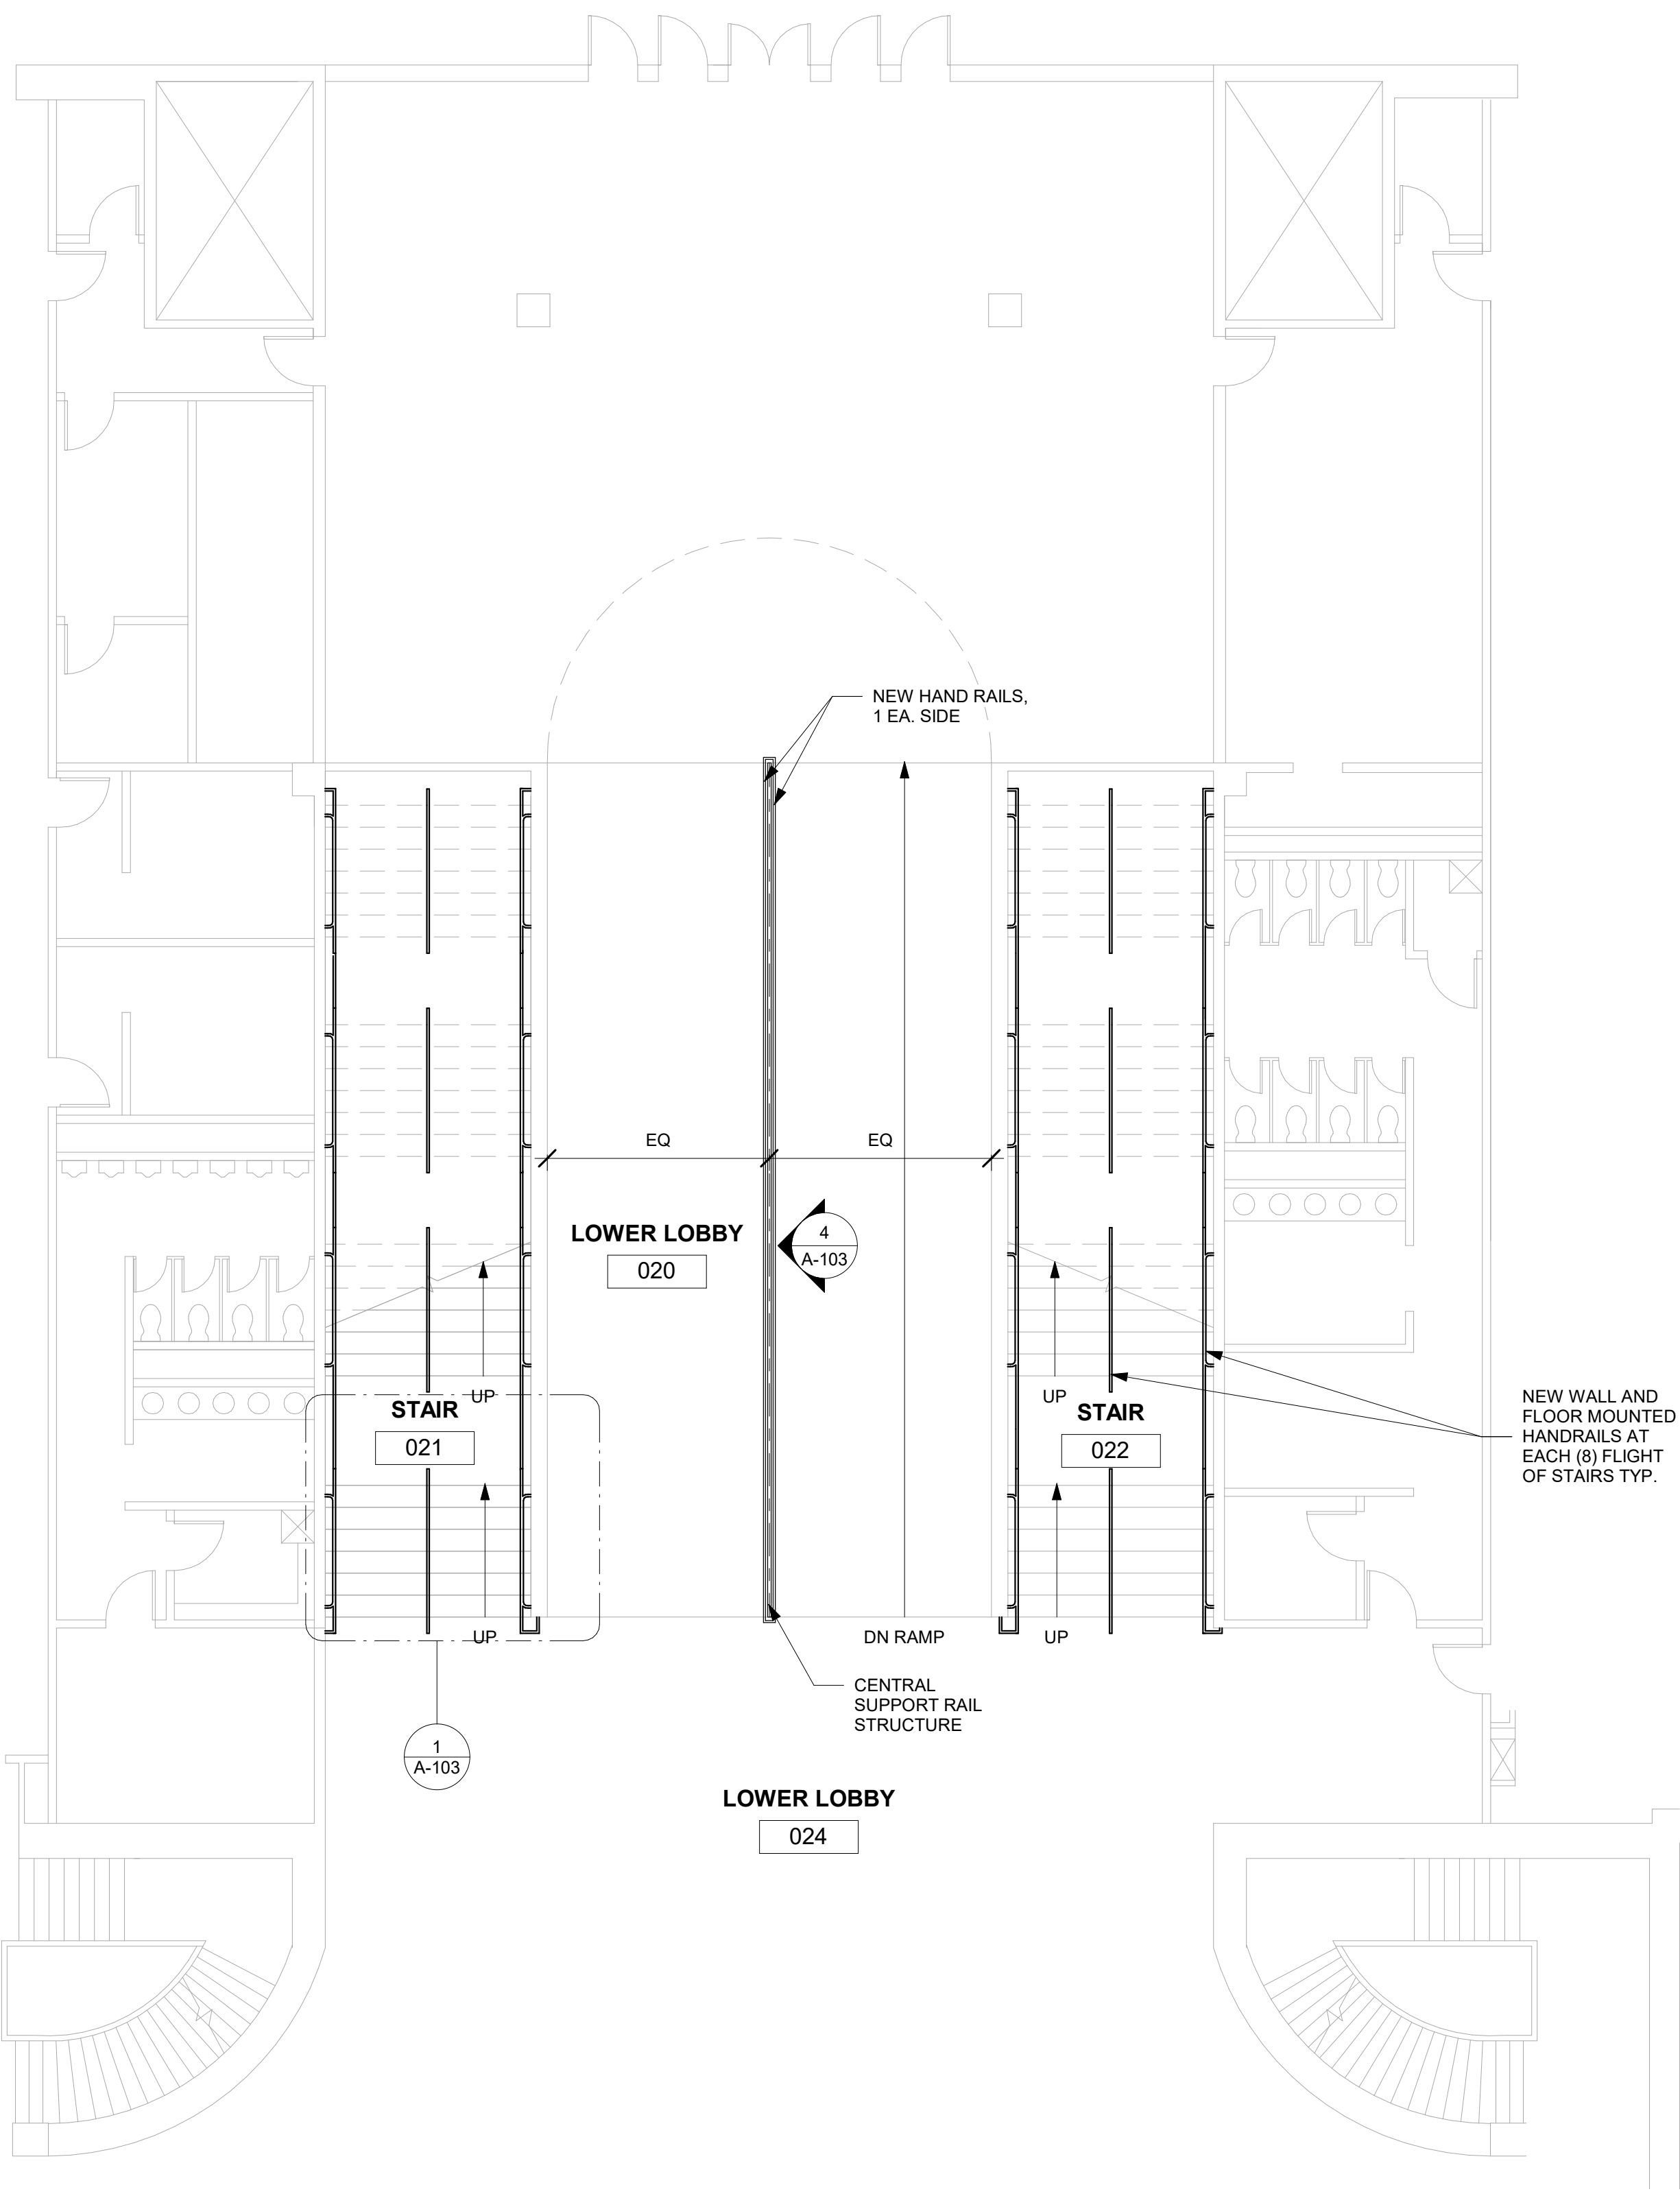 NEW HAND RAILS,
1 EA. SIDE
EQ
EQ
LOWER LOBBY
020
4
A-103
UP
STAIR
021
UP
STAIR
022
NEW WALL AND
FLOOR MOUNTED
HANDRAILS AT
EACH (8) FLIGHT
OF STAIRS TYP.
UP
DN RAMP
UP
CENTRAL
SUPPORT RAIL
STRUCTURE
1
A-103
LOWER LOBBY
024